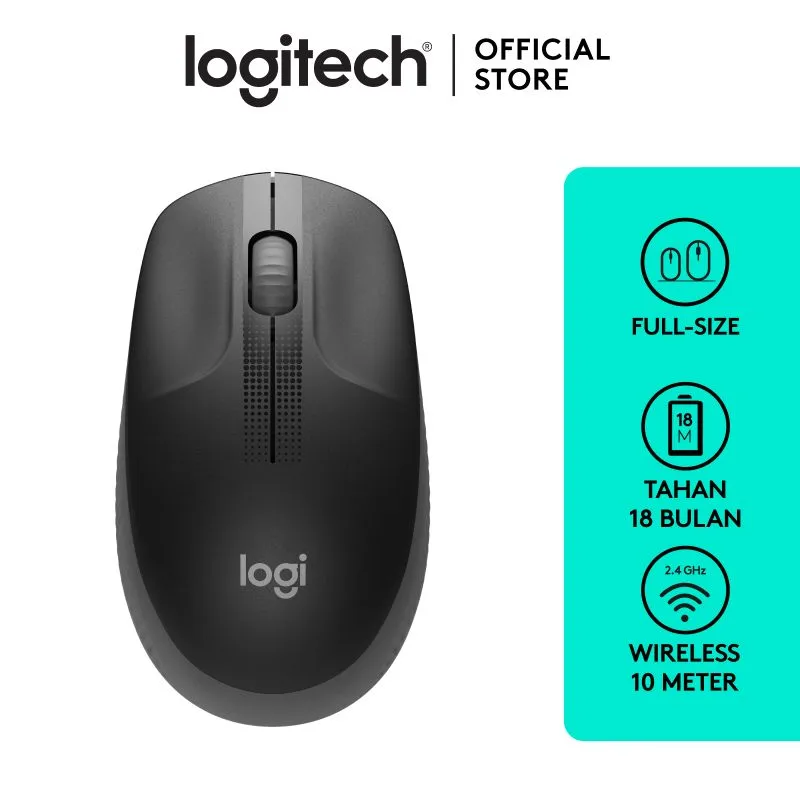 logitech® | OFFICIAL
STORE
logi
FULL-SIZE
18
M
TAHAN
18 BULAN
2.4 GHz
WIRELESS
10 METER